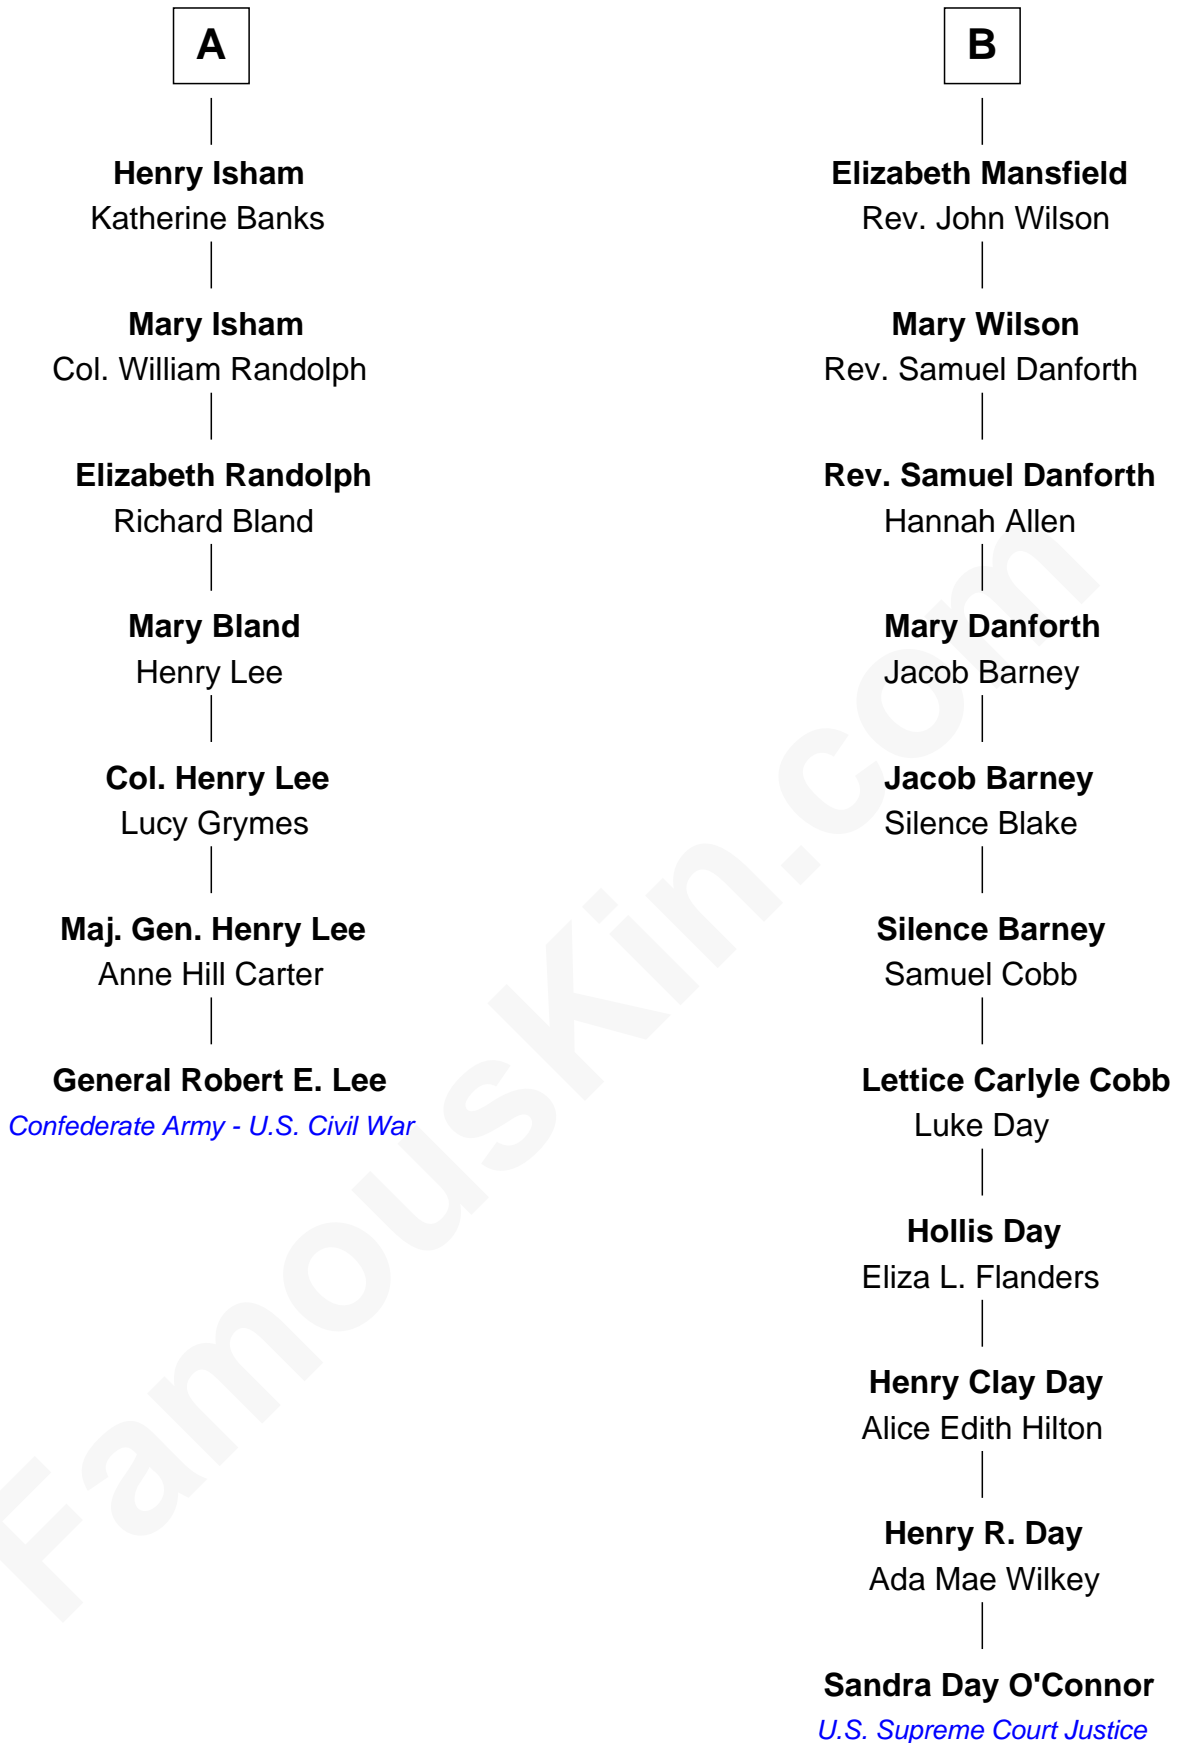 A
Henry Isham
Katherine Banks
Mary Isham
Col. William Randolph
Elizabeth Randolph
Richard Bland
Mary Bland
Henry Lee
Col. Henry Lee
Lucy Grymes
Maj. Gen. Henry Lee
Anne Hill Carter
General Robert E. Lee
Confederate Army - U.S. Civil War
B
Elizabeth Mansfield
Rev. John Wilson
Mary Wilson
Rev. Samuel Danforth
Rev. Samuel Danforth
Hannah Allen
Mary Danforth
Jacob Barney
Jacob Barney
Silence Blake
Silence Barney
Samuel Cobb
Lettice Carlyle Cobb
Luke Day
Hollis Day
Eliza L. Flanders
Henry Clay Day
Alice Edith Hilton
Henry R. Day
Ada Mae Wilkey
Sandra Day O'Connor
U.S. Supreme Court Justice
FamousKin.com